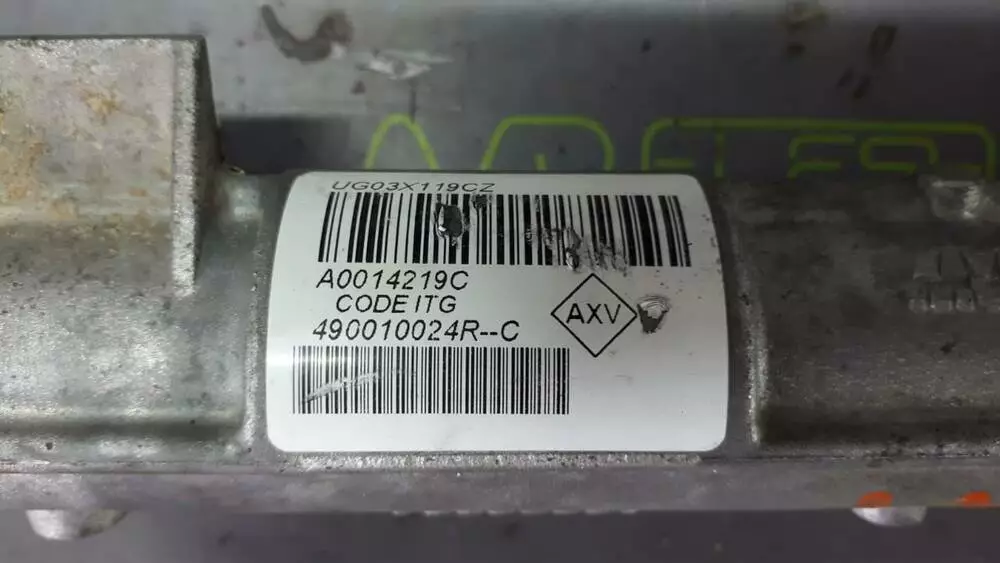 UG03X119CZ
A0014219C
CODE ITG
490010024R--C
AXV